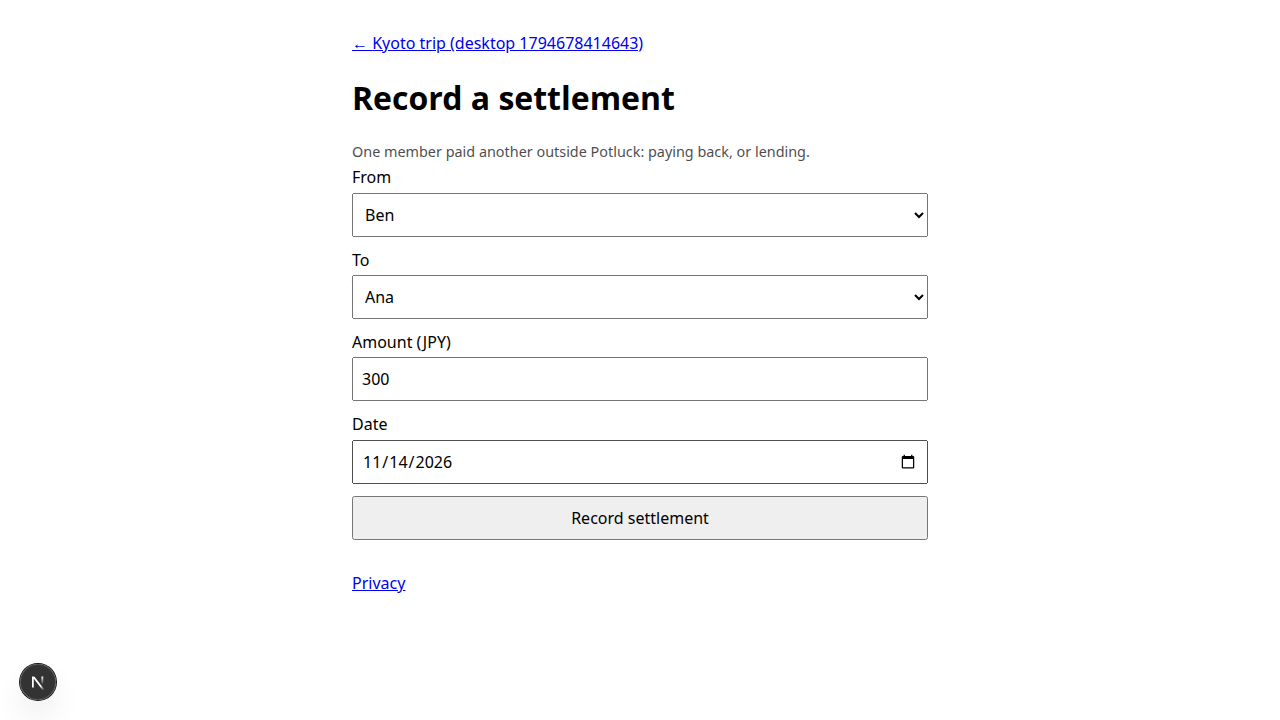 ← Kyoto trip (desktop 1794678414643)
Record a settlement
One member paid another outside Potluck: paying back, or lending.
From
Ben
To
Ana
Amount (JPY)
300
Date
11/14/2026
Record settlement
Privacy
N